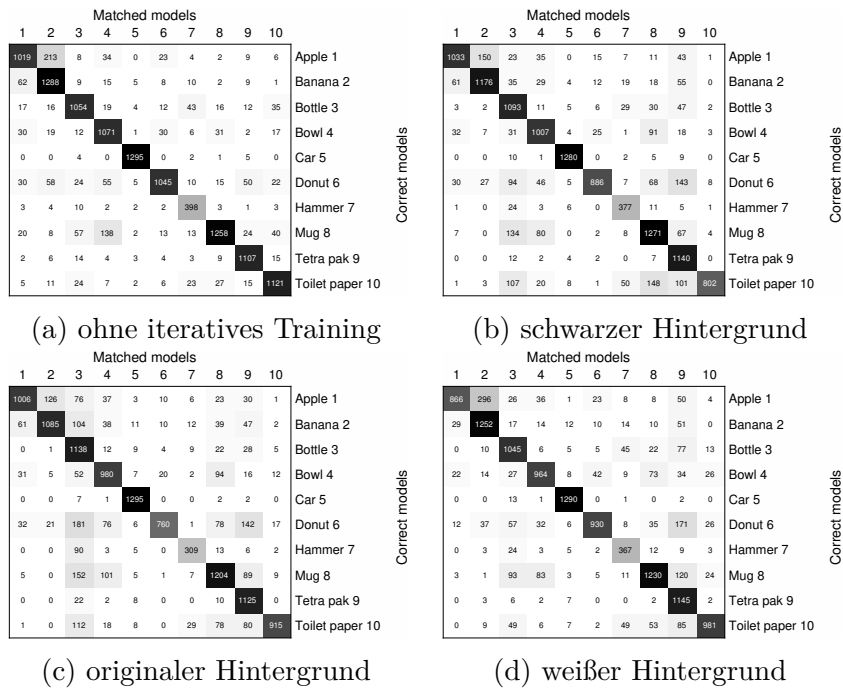 Matched models
1 2 3 4 5 6 7 8 9 10
1019 213 8 34 0 23 4 2 9 6 Apple 1
62 1288 9 15 5 8 10 2 9 1 Banana 2
17 16 1054 19 4 12 43 16 12 35 Bottle 3
30 19 12 1071 1 30 6 31 2 17 Bowl 4
0 0 4 0 1295 0 2 1 5 0 Car 5
30 58 24 55 5 1045 10 15 50 22 Donut 6
3 4 10 2 2 2 398 3 1 3 Hammer 7
20 8 57 138 2 13 13 1258 24 40 Mug 8
2 6 14 4 3 4 3 9 1107 15 Tetra pak 9
5 11 24 7 2 6 23 27 15 1121 Toilet paper 10
Correct models
(a) ohne iteratives Training
Matched models
1 2 3 4 5 6 7 8 9 10
1033 150 23 35 0 15 7 11 43 1 Apple 1
61 1176 35 29 4 12 19 18 55 0 Banana 2
3 2 1093 11 5 6 29 30 47 2 Bottle 3
32 7 31 1007 4 25 1 91 18 3 Bowl 4
0 0 10 1 1280 0 2 5 9 0 Car 5
30 27 94 46 5 886 7 68 143 8 Donut 6
1 0 24 3 6 0 377 11 5 1 Hammer 7
7 0 134 80 0 2 8 1271 67 4 Mug 8
0 0 12 2 4 2 0 7 1140 0 Tetra pak 9
1 3 107 20 8 1 50 148 101 802 Toilet paper 10
Correct models
(b) schwarzer Hintergrund
Matched models
1 2 3 4 5 6 7 8 9 10
1006 126 76 37 3 10 6 23 30 1 Apple 1
61 1085 104 38 11 10 12 39 47 2 Banana 2
0 1 1138 12 9 4 9 22 28 5 Bottle 3
31 5 52 980 7 20 2 94 16 12 Bowl 4
0 0 7 1 1295 0 0 2 2 0 Car 5
32 21 181 76 6 760 1 78 142 17 Donut 6
0 0 90 3 5 0 309 13 6 2 Hammer 7
5 0 152 101 5 1 7 1204 89 9 Mug 8
0 0 22 2 8 0 0 10 1125 0 Tetra pak 9
1 0 112 18 8 0 29 78 80 915 Toilet paper 10
Correct models
(c) originaler Hintergrund
Matched models
1 2 3 4 5 6 7 8 9 10
866 296 26 36 1 23 8 8 50 4 Apple 1
29 1252 17 14 12 10 14 10 51 0 Banana 2
0 10 1045 6 5 5 45 22 77 13 Bottle 3
22 14 27 964 8 42 9 73 34 26 Bowl 4
0 0 13 1 1290 0 1 0 2 0 Car 5
12 37 57 32 6 930 8 35 171 26 Donut 6
0 3 24 3 5 2 367 12 9 3 Hammer 7
3 1 93 83 3 5 11 1230 120 24 Mug 8
0 3 6 2 7 0 0 2 1145 2 Tetra pak 9
0 9 49 6 7 2 49 53 85 981 Toilet paper 10
Correct models
(d) weißer Hintergrund